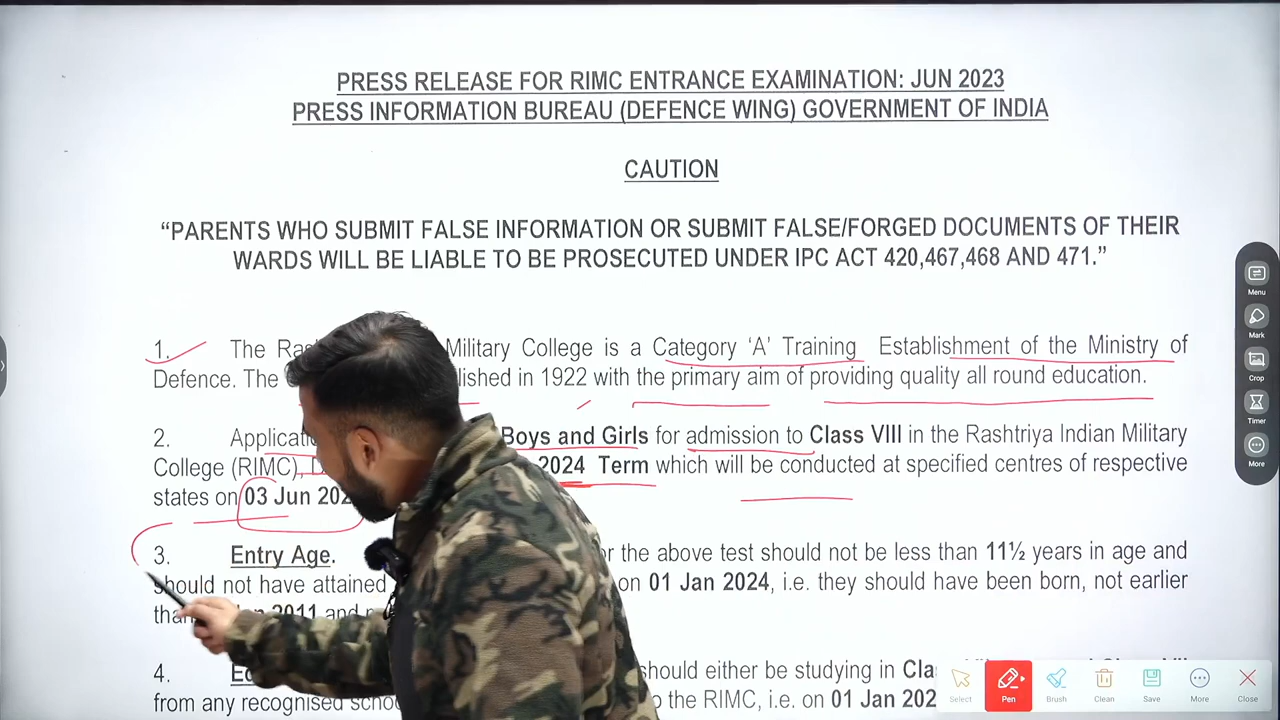 PRESS RELEASE FOR RIMC ENTRANCE EXAMINATION: JUN 2023
PRESS INFORMATION BUREAU (DEFENCE WING) GOVERNMENT OF INDIA
CAUTION
“PARENTS WHO SUBMIT FALSE INFORMATION OR SUBMIT FALSE/FORGED DOCUMENTS OF THEIR
WARDS WILL BE LIABLE TO BE PROSECUTED UNDER IPC ACT 420,467,468 AND 471.”
1. The Military College is a Category ‘A’ Training Establishment of the Ministry of
Defence. The in 1922 with the primary aim of providing quality all round education.
2. Boys and Girls for admission to Class VIII in the Rashtriya Indian Military
College (RIMC), 2024 Term which will be conducted at specified centres of respective
states on 03 Jun
3. Entry Age. the above test should not be less than 11½ years in age and
should not have attained on 01 Jan 2024, i.e. they should have been born, not earlier
2011 and
4. should either be studying in
from any recognised to the RIMC, i.e. on 01 Jan
Menu
Mark
Crop
Timer
More
Select
Pen
Brush
Clean
Save
More
Close